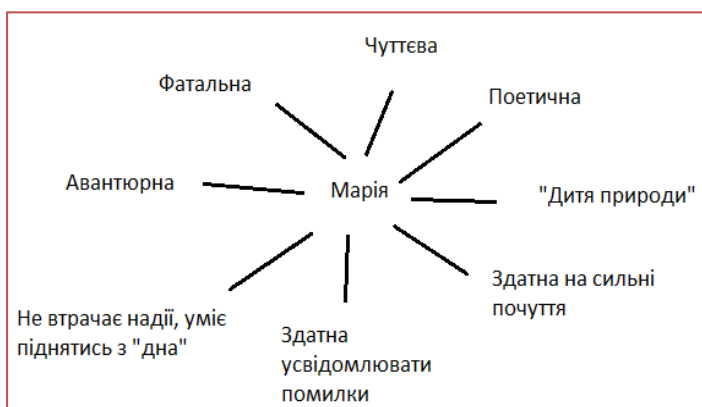 Чуттєва
Фатальна
Поетична
Авантюрна
Марія
"Дитя природи"
Здатна на сильні
почуття
Не втрачає надії, уміє
піднятись з "дна"
Здатна
усвідомлювати
помилки